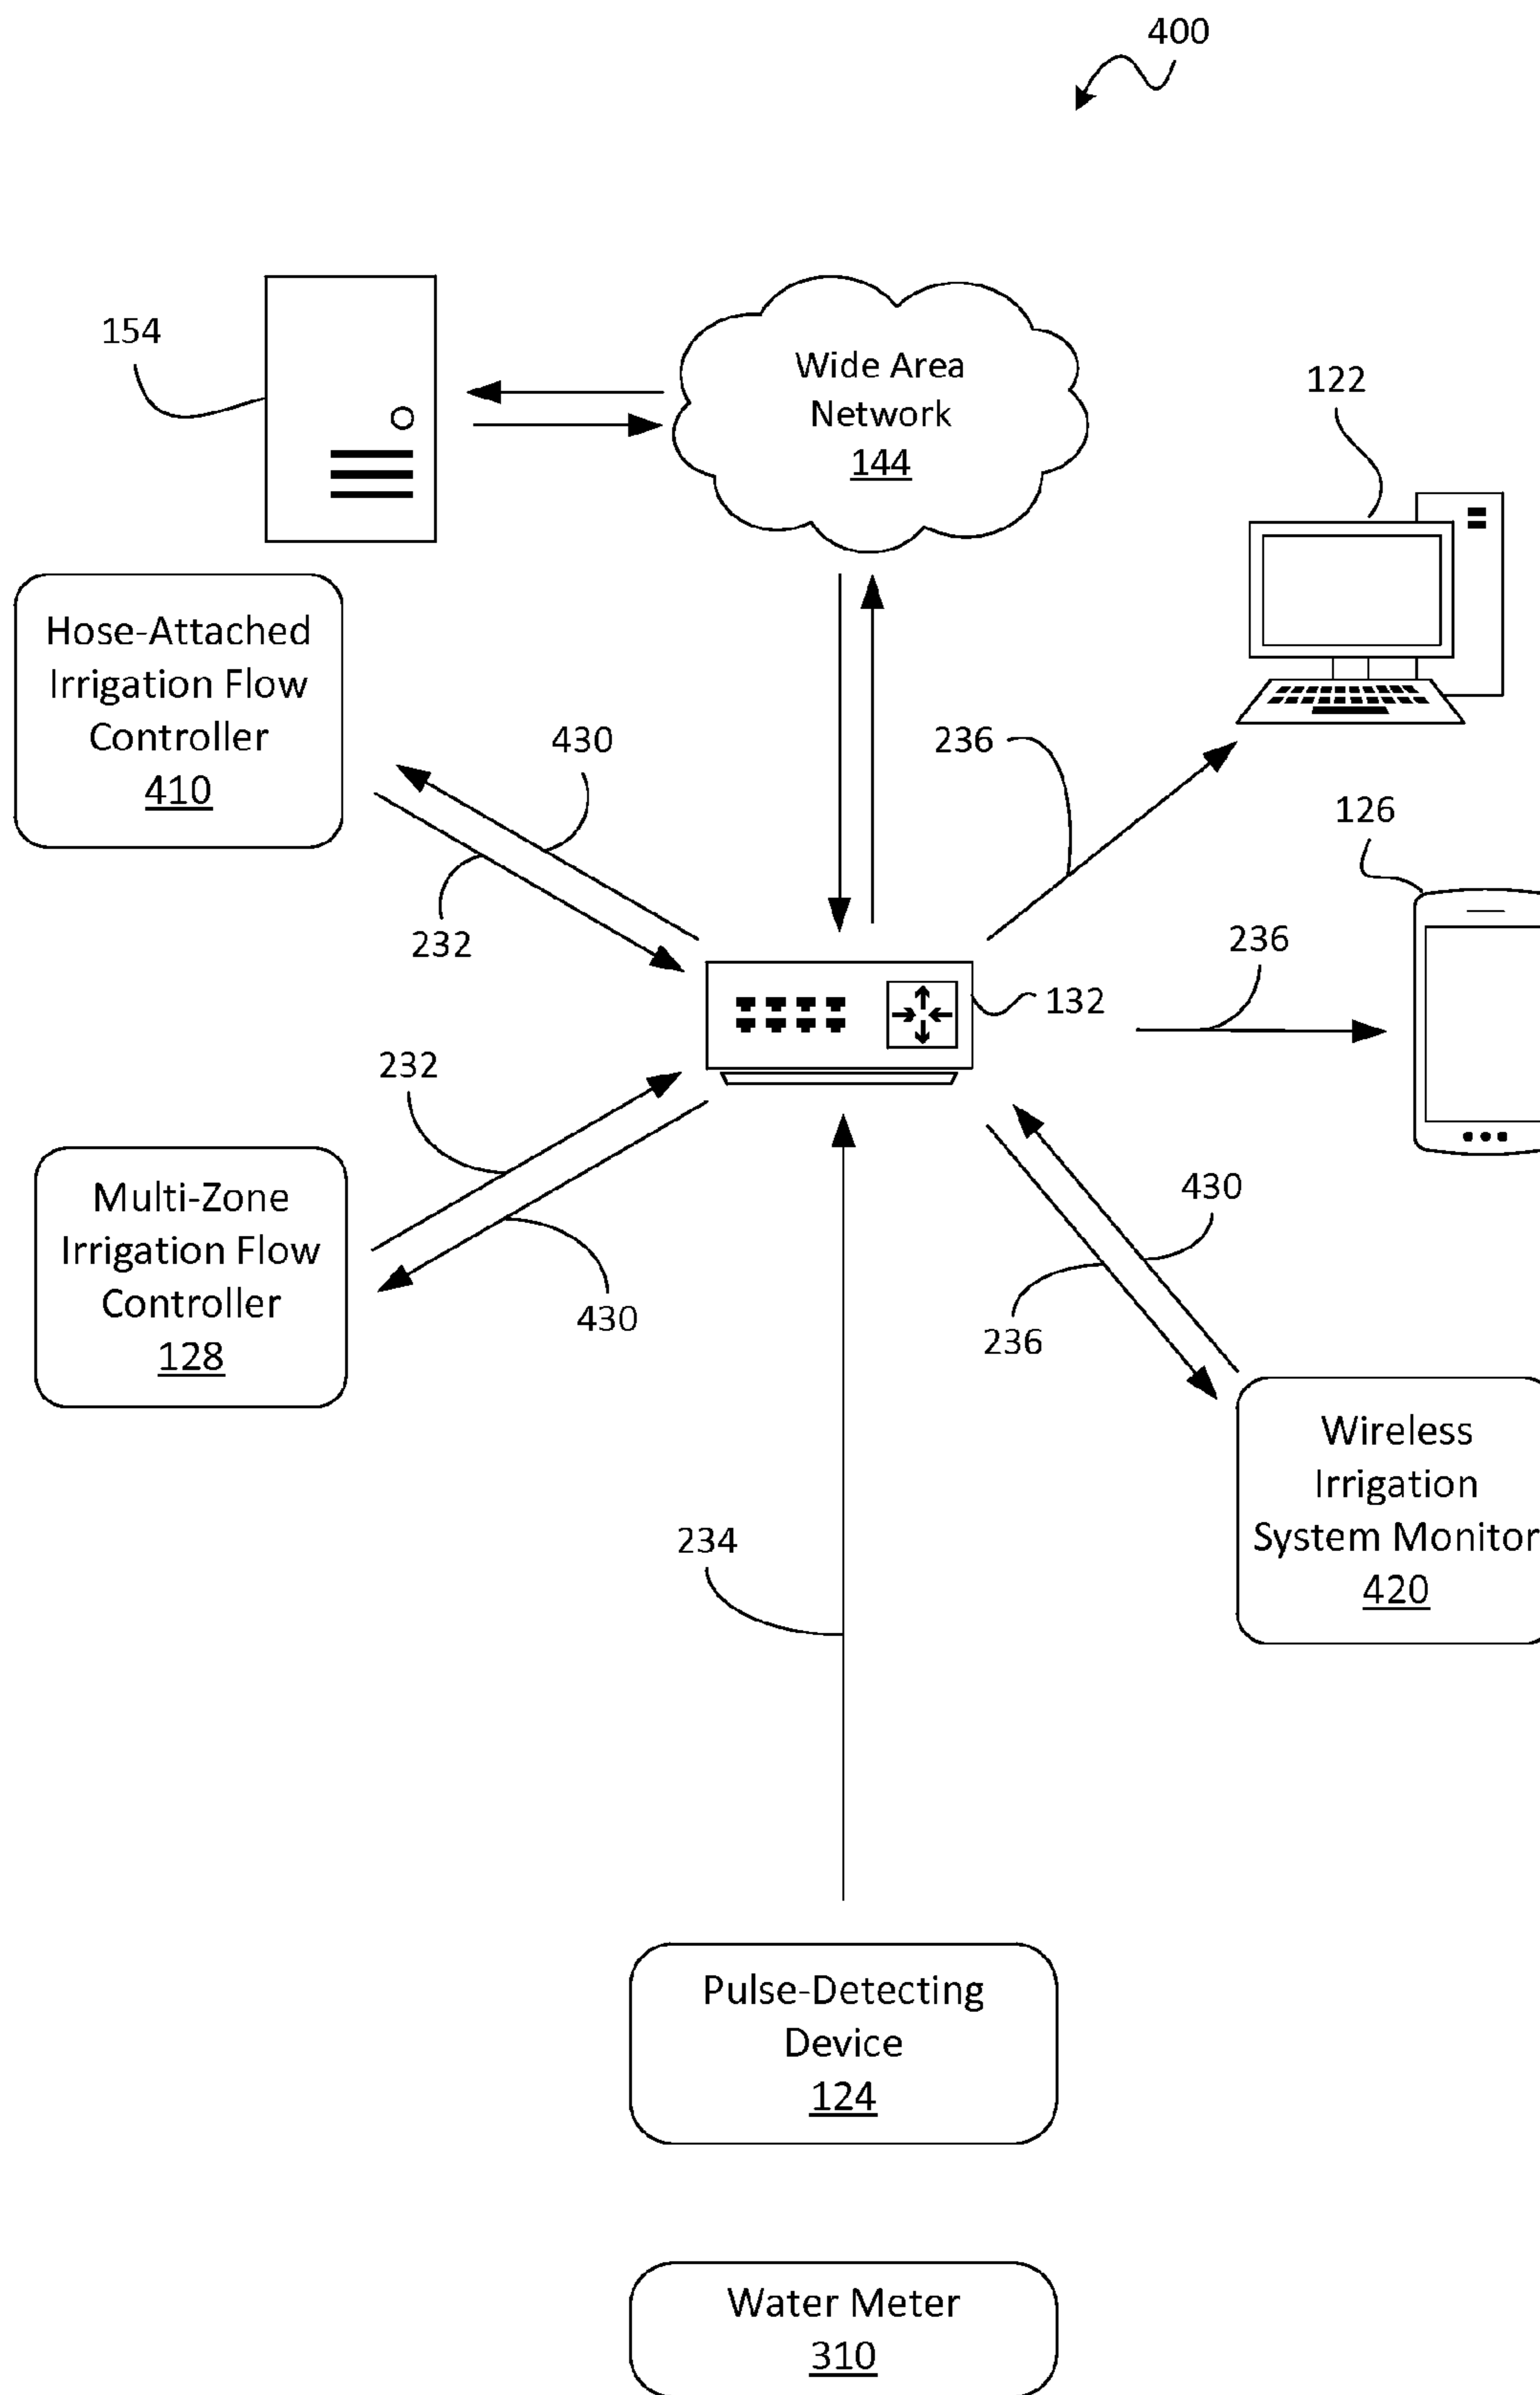 400
154
Wide Area
Network
144
122
Hose-Attached
Irrigation Flow
Controller
410
430
236
126
232
236
132
232
Multi-Zone
Irrigation Flow
Controller
128
430
430
236
Wireless
Irrigation
System Monitor
420
234
Pulse-Detecting
Device
124
Water Meter
310